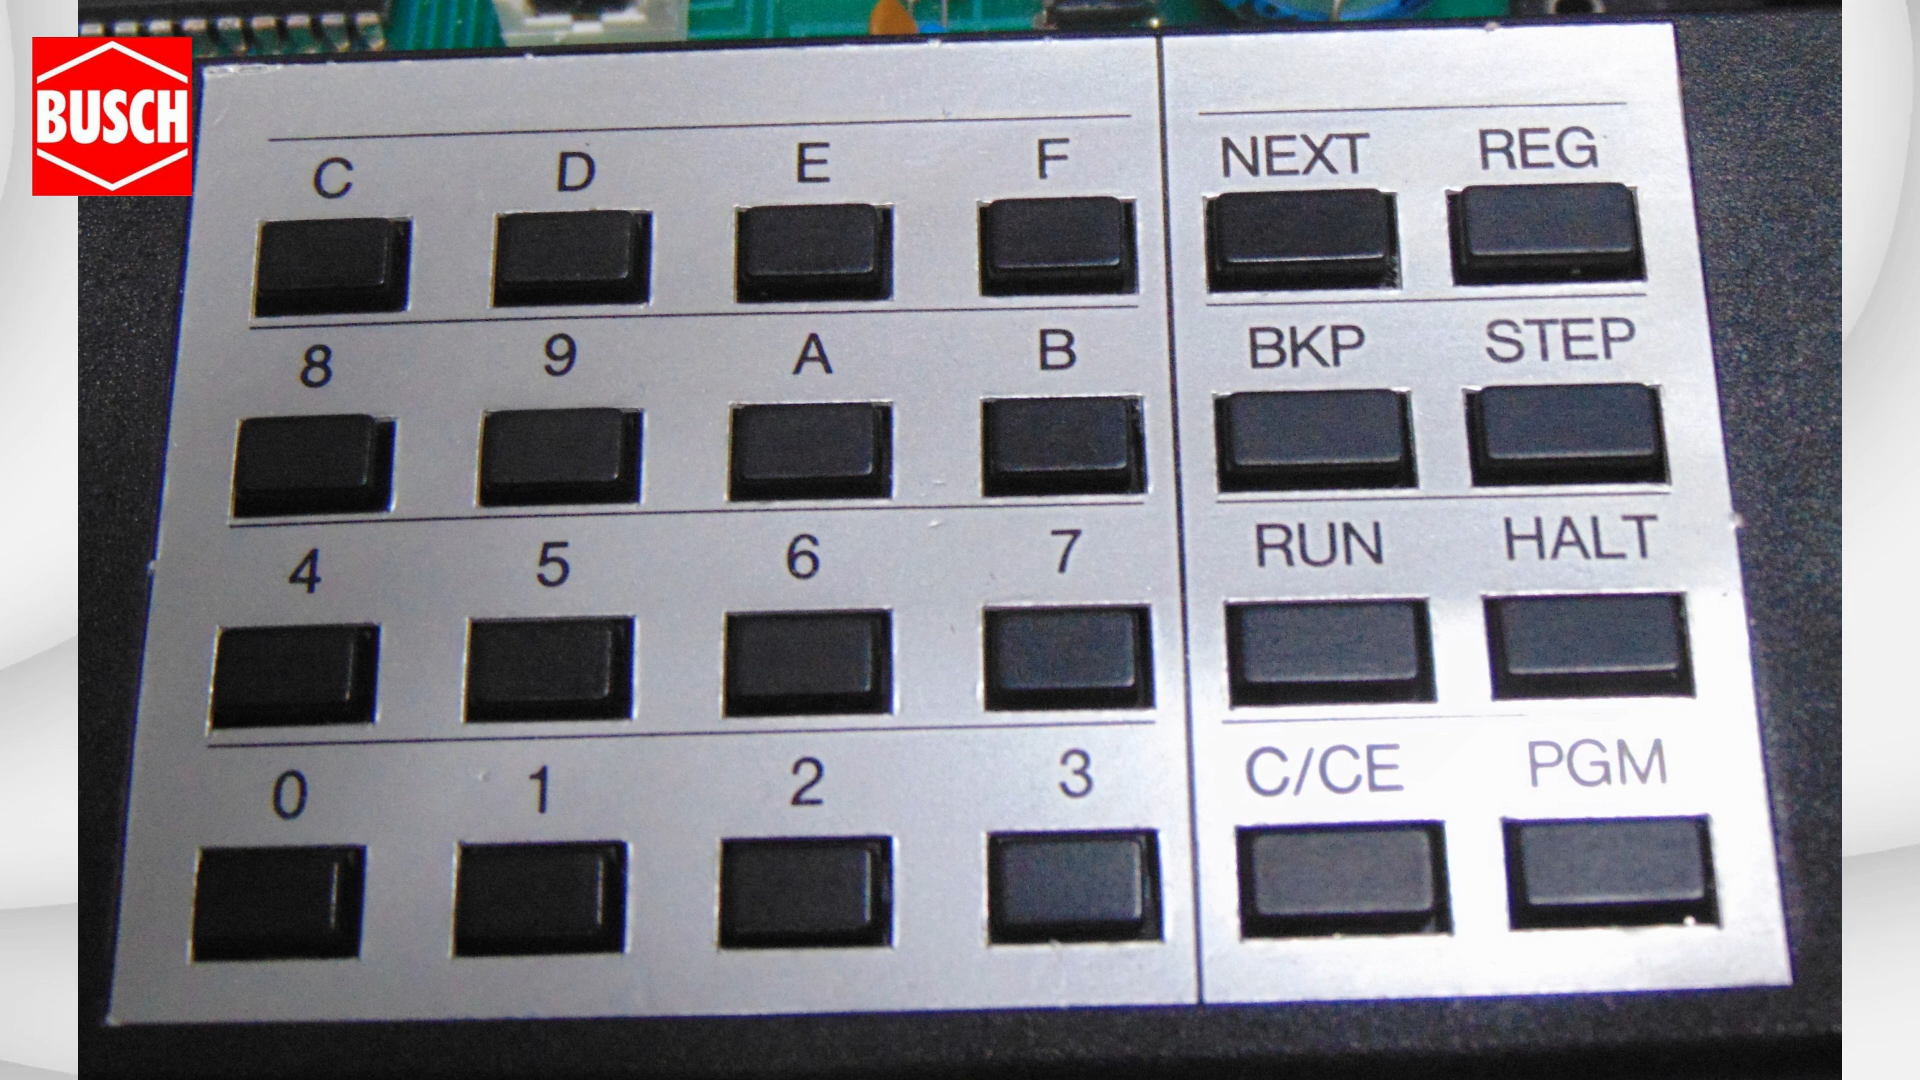 BUSCH
C D E F NEXT REG
8 9 A B BKP STEP
4 5 6 7 RUN HALT
0 1 2 3 C/CE PGM